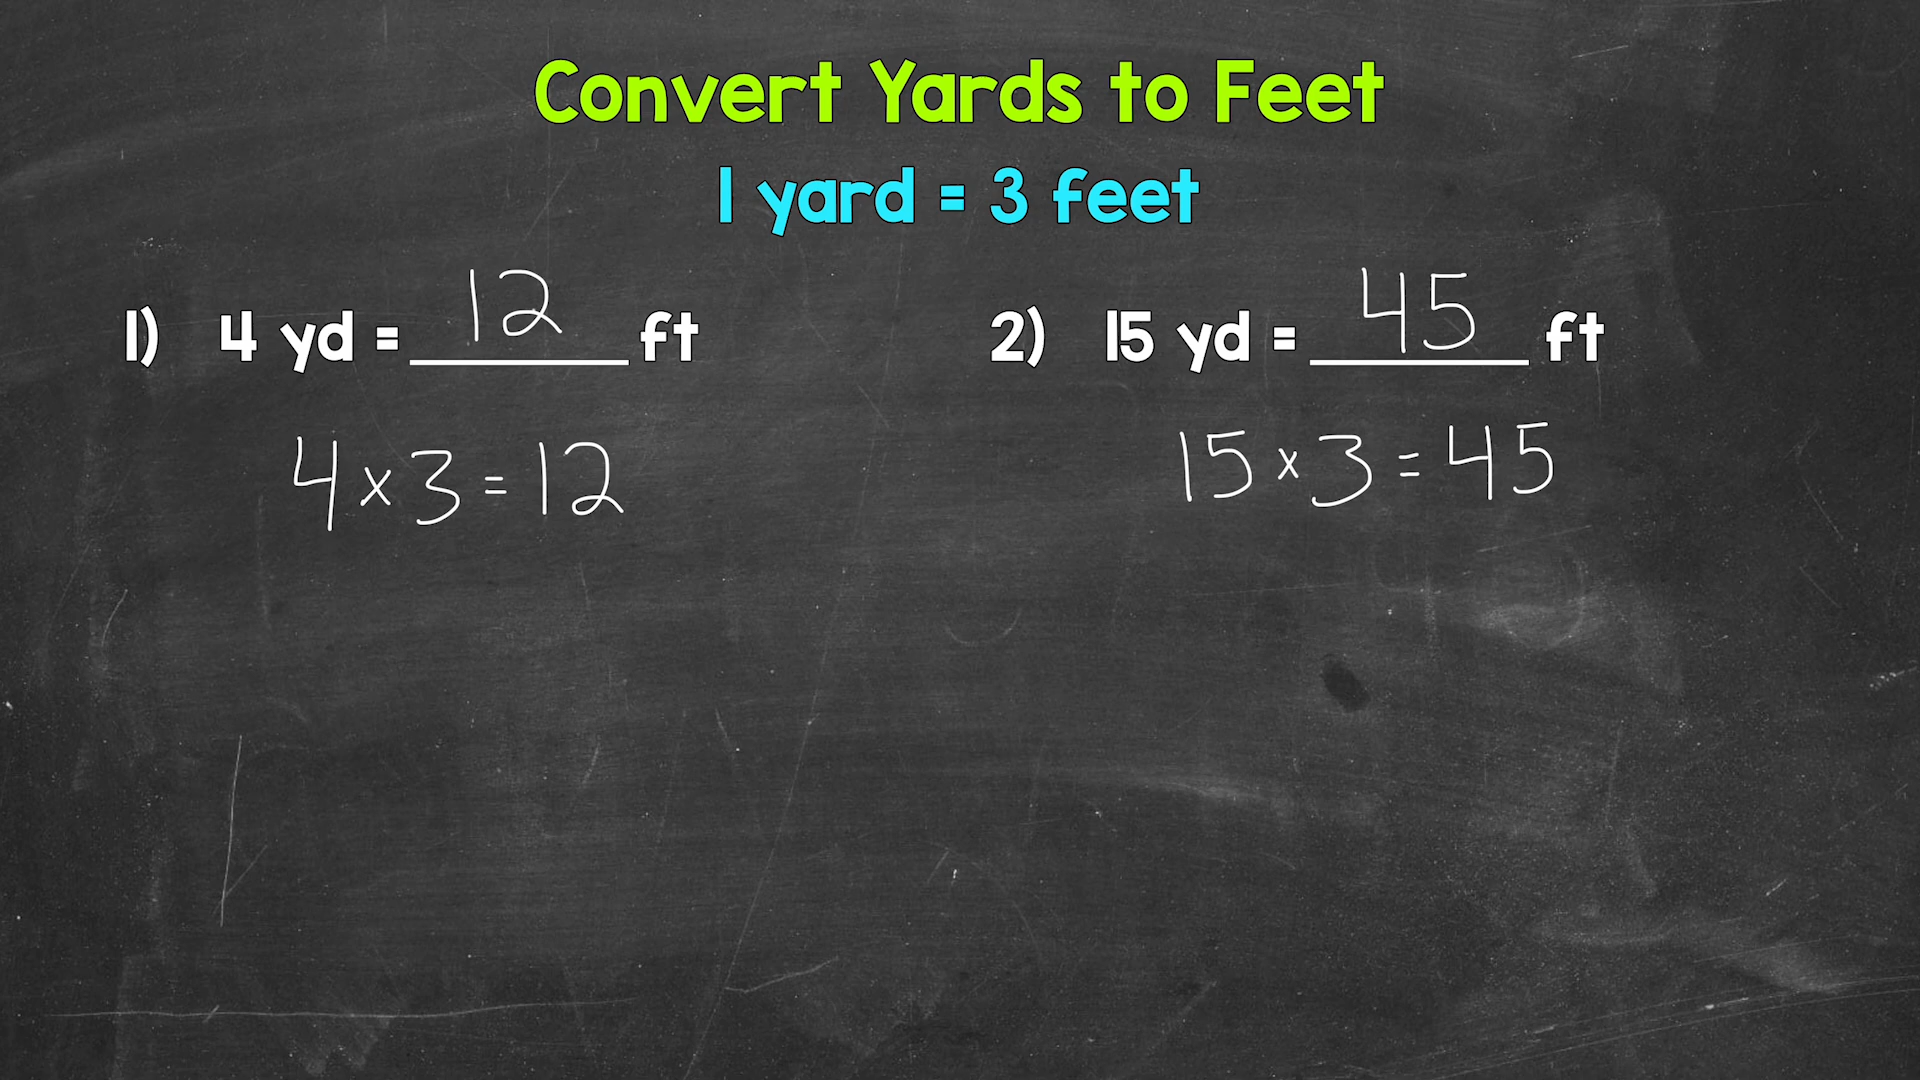 Convert Yards to Feet
1 yard = 3 feet
1) 4 yd = 12 ft
4 × 3 = 12
2) 15 yd = 45 ft
15 × 3 = 45